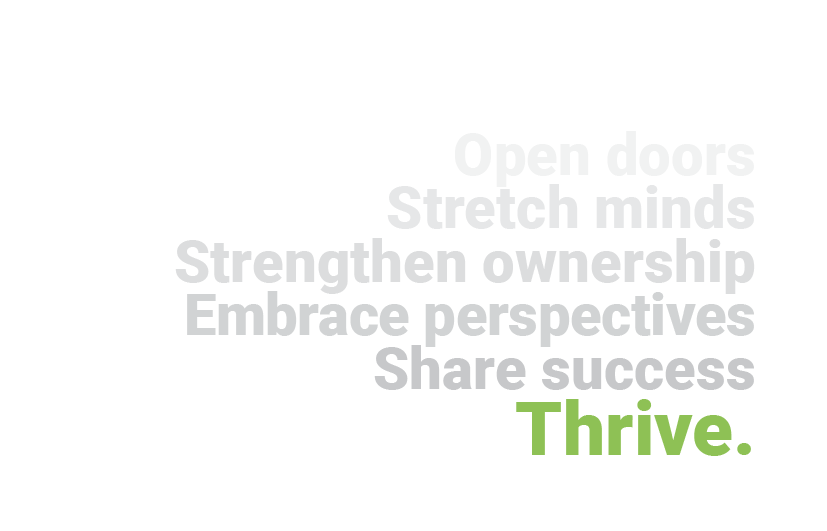 Open doors
Stretch minds
Strengthen ownership
Embrace perspectives
Share success
Thrive.